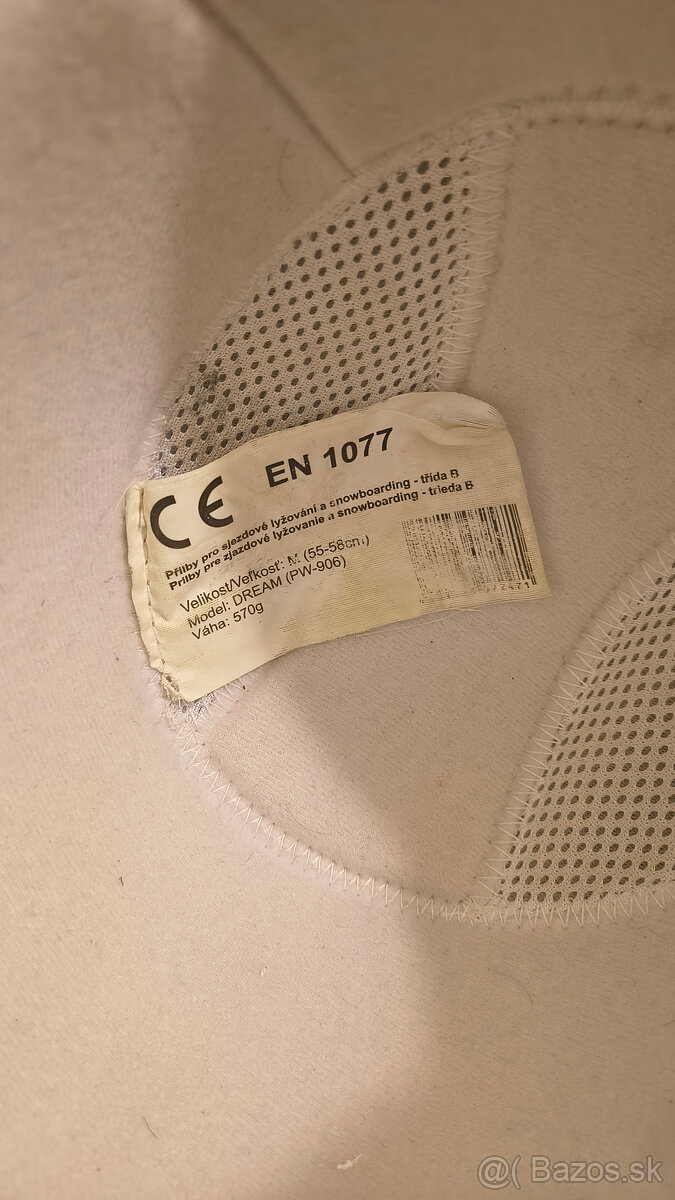 CE EN 1077
Přilby pro sjezdové lyžování a snowboarding - třída B
Prilby pre zjazdové lyžovanie a snowboarding - trieda B
Velikost/Veľkosť: M (55-58cm)
Model: DREAM (PW-906)
Váha: 570g
@( Bazos.sk